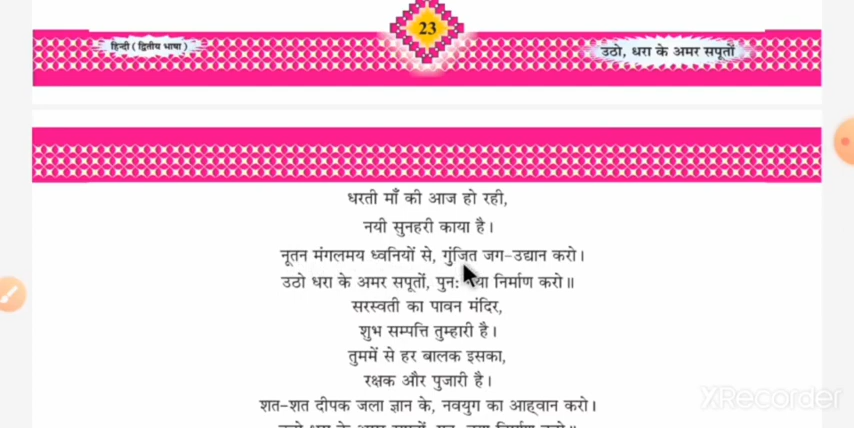 23
हिन्दी ( द्वितीय भाषा )
उठो, धरा के अमर सपूतों
धरती माँ की आज हो रही,
नयी सुनहरी काया है।
नूतन मंगलमय ध्वनियों से, गुंजित जग-उद्यान करो।
उठो धरा के अमर सपूतों, पुनः नया निर्माण करो॥
सरस्वती का पावन मंदिर,
शुभ सम्पत्ति तुम्हारी है।
तुममें से हर बालक इसका,
रक्षक और पुजारी है।
शत-शत दीपक जला ज्ञान के, नवयुग का आह्वान करो।
XRecorder